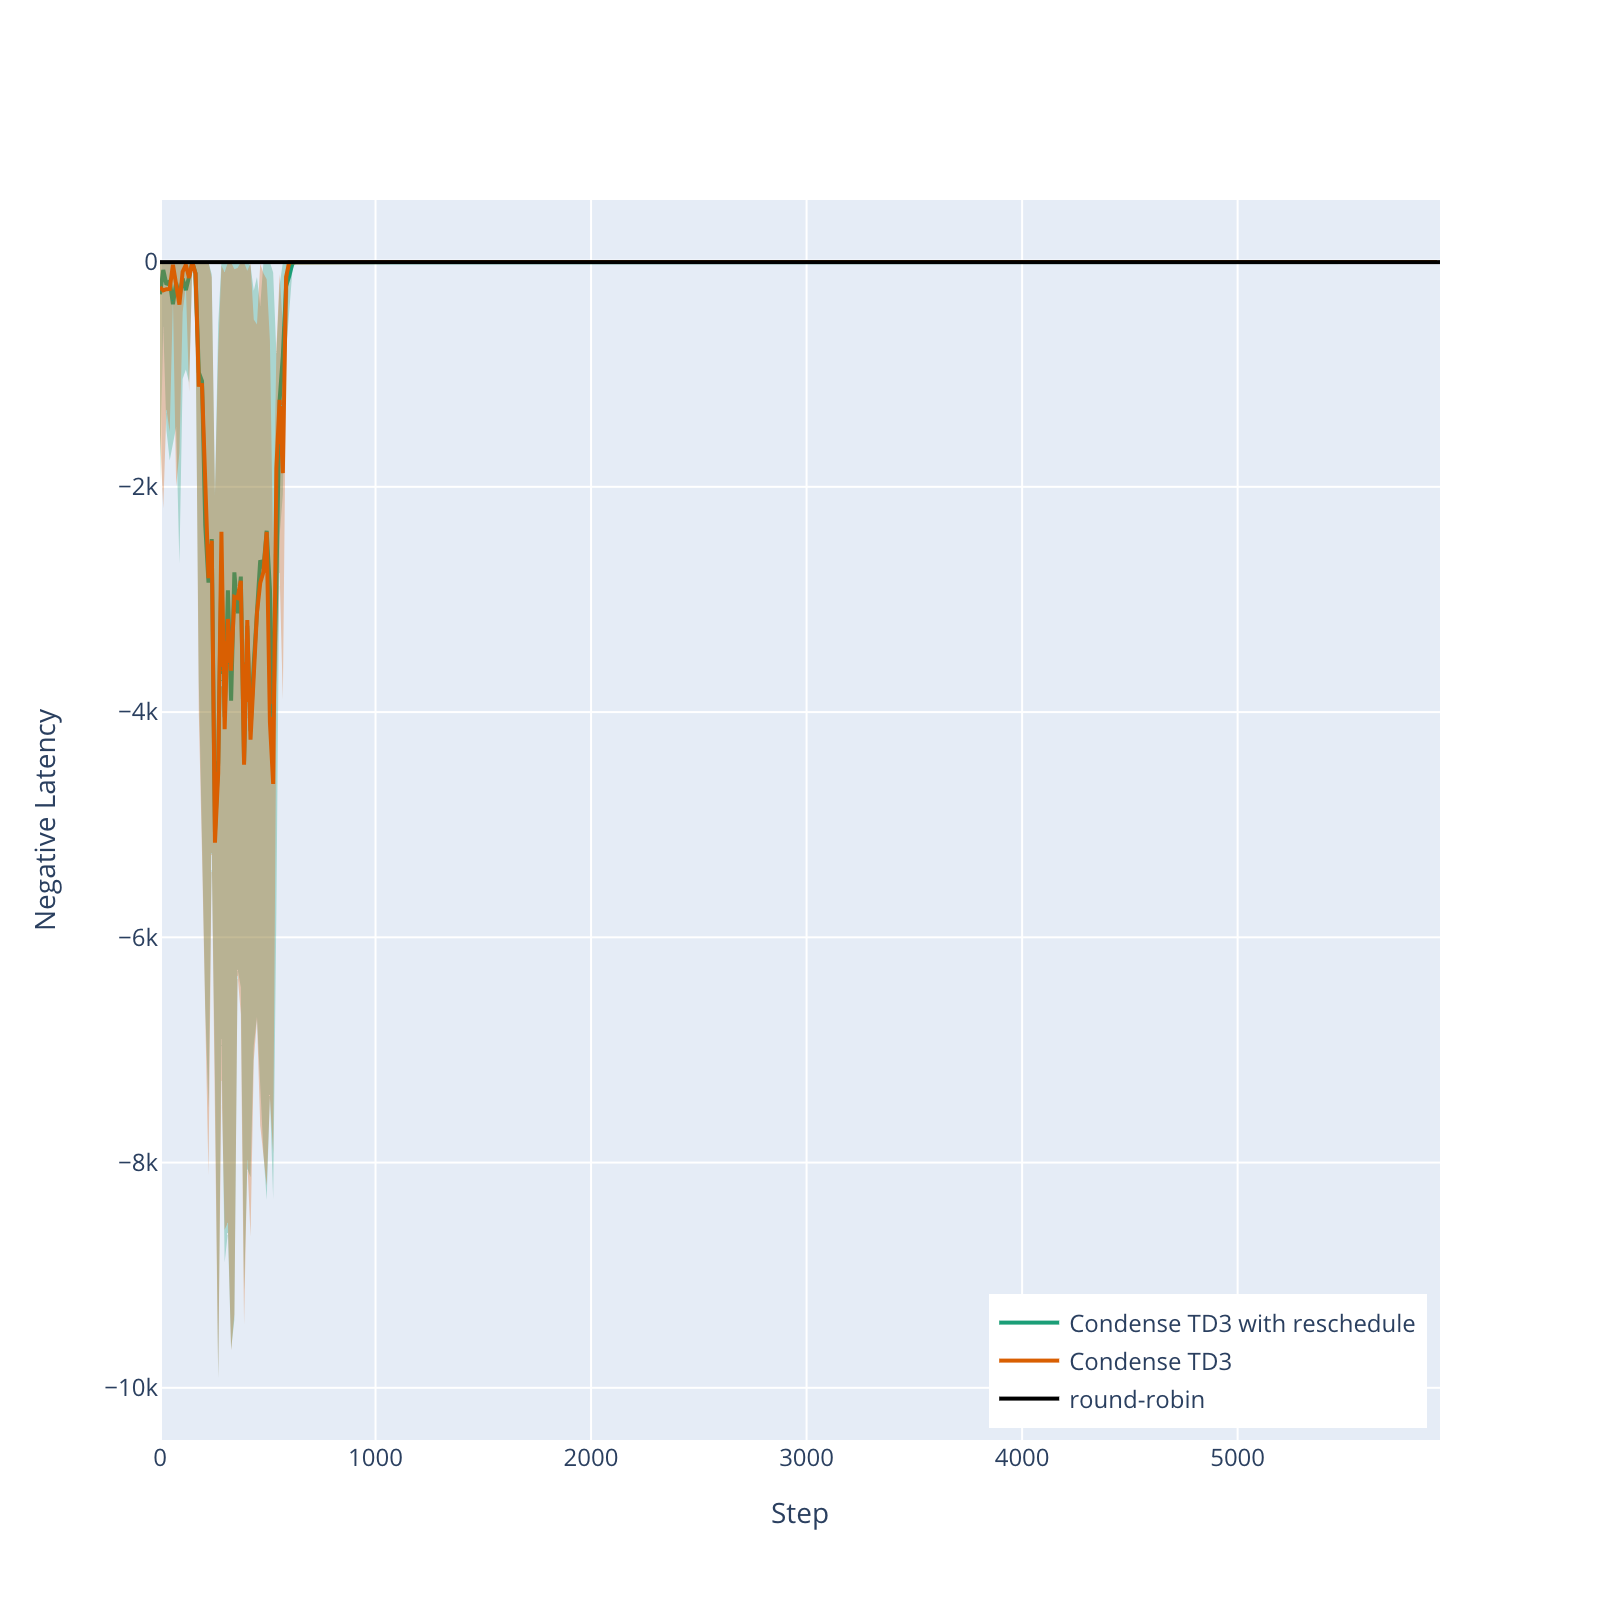 Negative Latency
0
−2k
−4k
−6k
−8k
−10k
0 1000 2000 3000 4000 5000
Step
Condense TD3 with reschedule
Condense TD3
round-robin